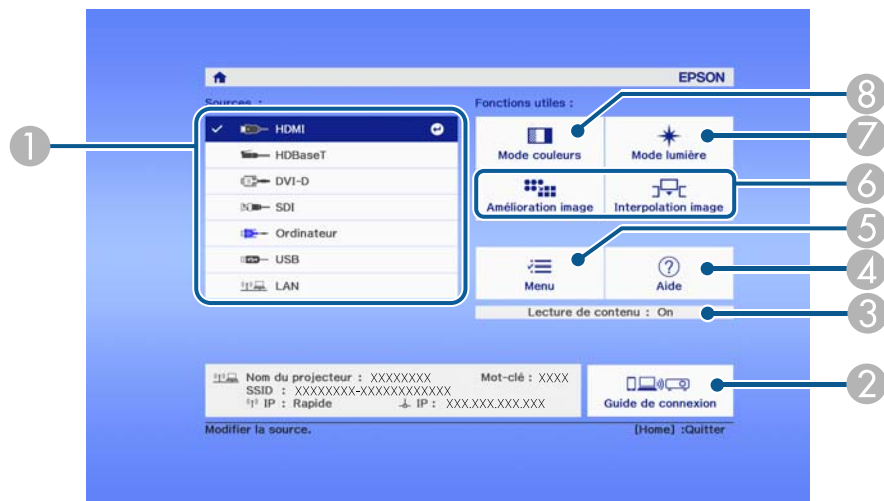 EPSON
Sources :
Fonctions utiles :
HDMI
HDBaseT
DVI-D
SDI
Ordinateur
USB
LAN
Mode couleurs
Mode lumière
Amélioration image
Interpolation image
Menu
Aide
Lecture de contenu : On
Nom du projecteur : XXXXXXXX Mot-clé : XXXX
SSID : XXXXXXXX-XXXXXXXXXXXX
IP : Rapide IP : XXX.XXX.XXX.XXX
Guide de connexion
Modifier la source.
[Home] :Quitter
1
8
7
6
5
4
3
2